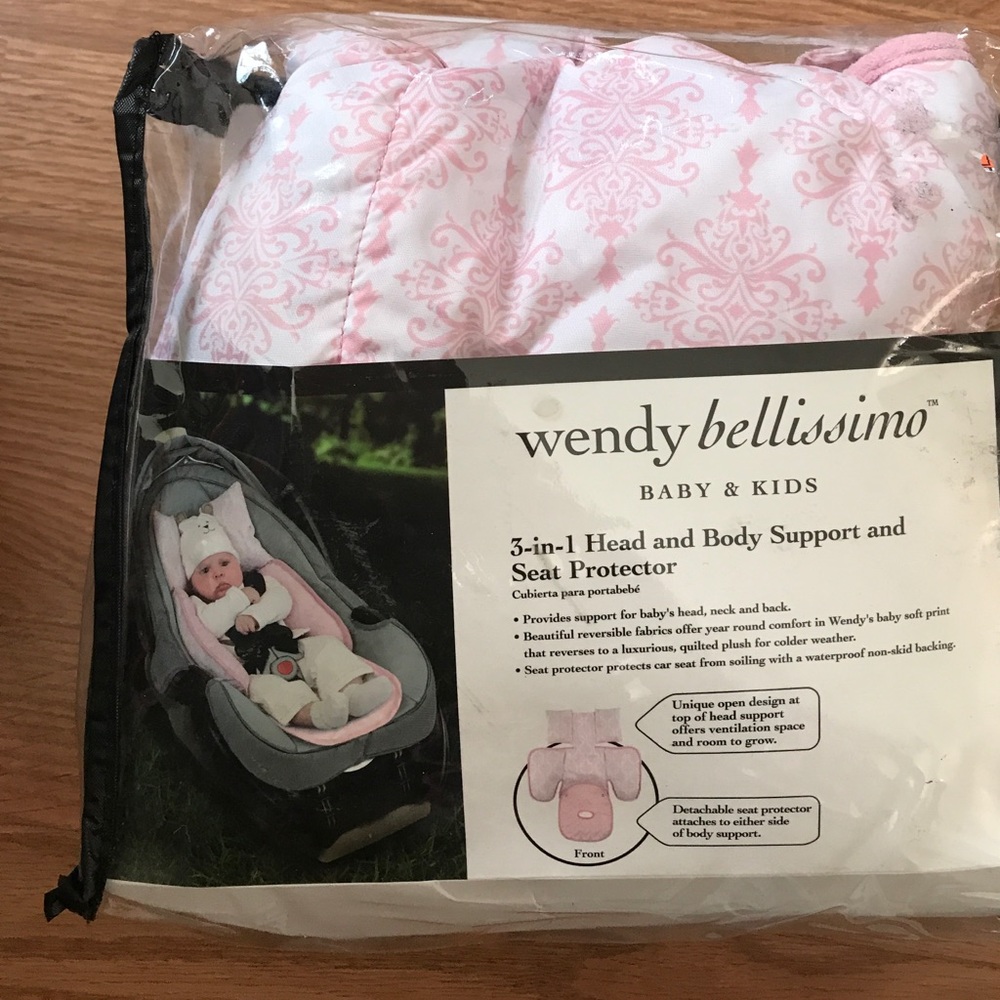 wendy bellissimo™
BABY & KIDS
3-in-1 Head and Body Support and
Seat Protector
Cubierta para portabebé
• Provides support for baby's head, neck and back.
• Beautiful reversible fabrics offer year round comfort in Wendy's baby soft print
that reverses to a luxurious, quilted plush for colder weather.
• Seat protector protects car seat from soiling with a waterproof non-skid backing.
Unique open design at
top of head support
offers ventilation space
and room to grow.
Detachable seat protector
attaches to either side
of body support.
Front